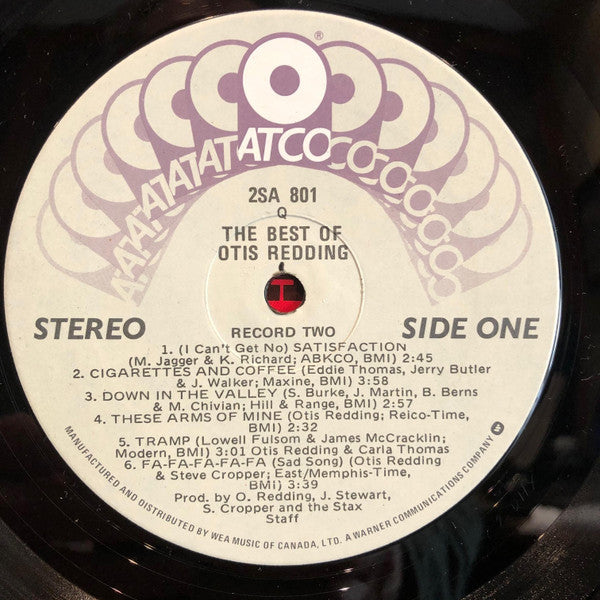 ®
ATATATATATATCOCOCOCOCOCO
2SA 801
Q
THE BEST OF
OTIS REDDING
STEREO
SIDE ONE
RECORD TWO
1. (I Can't Get No) SATISFACTION
(M. Jagger & K. Richard; ABKCO, BMI) 2:45
2. CIGARETTES AND COFFEE (Eddie Thomas, Jerry Butler
& J. Walker; Maxine, BMI) 3:58
3. DOWN IN THE VALLEY (S. Burke, J. Martin, B. Berns
& M. Chivian; Hill & Range, BMI) 2:57
4. THESE ARMS OF MINE (Otis Redding; Reico-Time,
BMI) 2:32
5. TRAMP (Lowell Fulsom & James McCracklin;
Modern, BMI) 3:01 Otis Redding & Carla Thomas
6. FA-FA-FA-FA-FA (Sad Song) (Otis Redding
& Steve Cropper; East/Memphis-Time,
BMI) 3:39
Prod. by O. Redding, J. Stewart,
S. Cropper and the Stax
Staff
MANUFACTURED AND DISTRIBUTED BY WEA MUSIC OF CANADA, LTD. A WARNER COMMUNICATIONS COMPANY